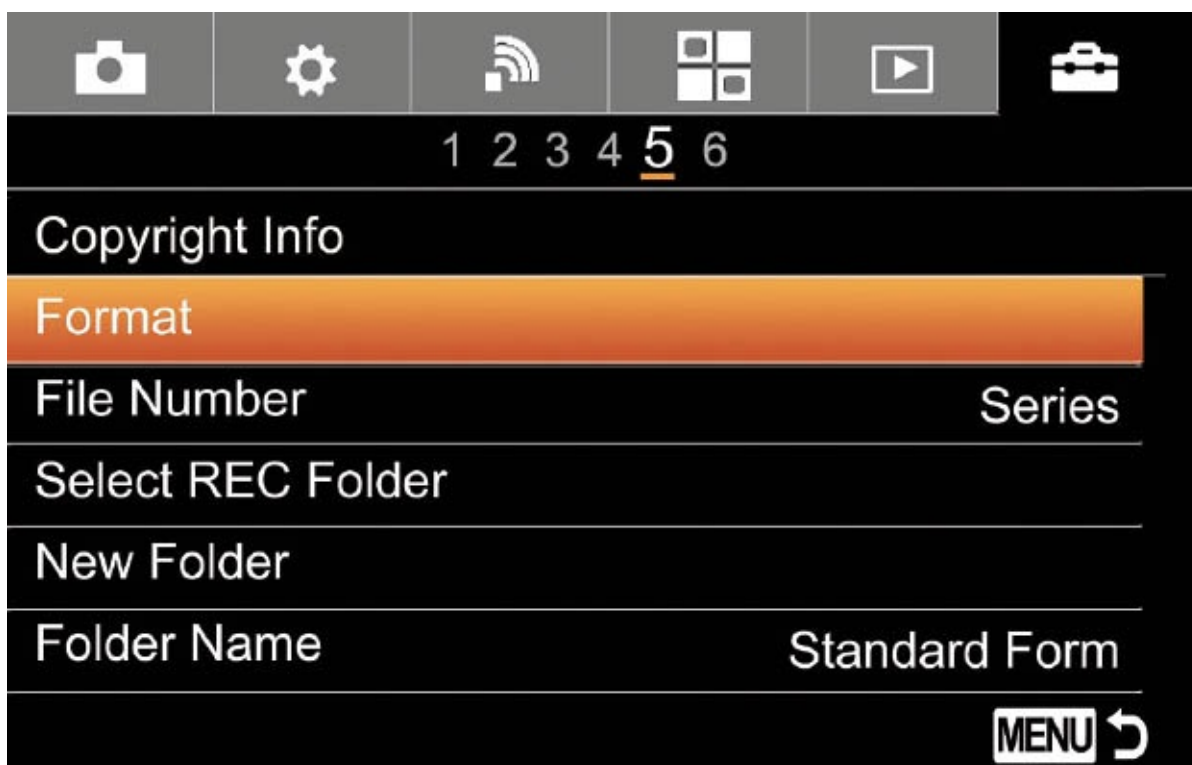 1 2 3 4 5 6
Copyright Info
Format
File Number Series
Select REC Folder
New Folder
Folder Name Standard Form
MENU